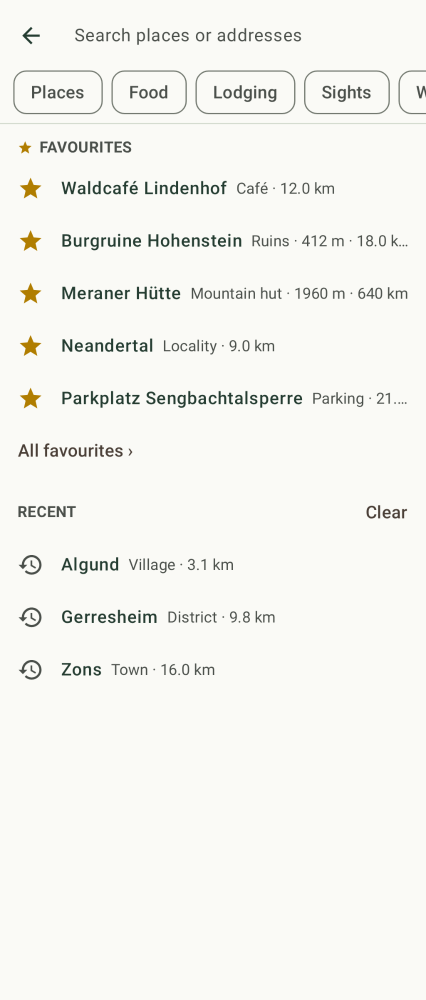 Search places or addresses
Places Food Lodging Sights W
FAVOURITES
Waldcafé Lindenhof Café · 12.0 km
Burgruine Hohenstein Ruins · 412 m · 18.0 k...
Meraner Hütte Mountain hut · 1960 m · 640 km
Neandertal Locality · 9.0 km
Parkplatz Sengbachtalsperre Parking · 21....
All favourites ›
RECENT Clear
Algund Village · 3.1 km
Gerresheim District · 9.8 km
Zons Town · 16.0 km